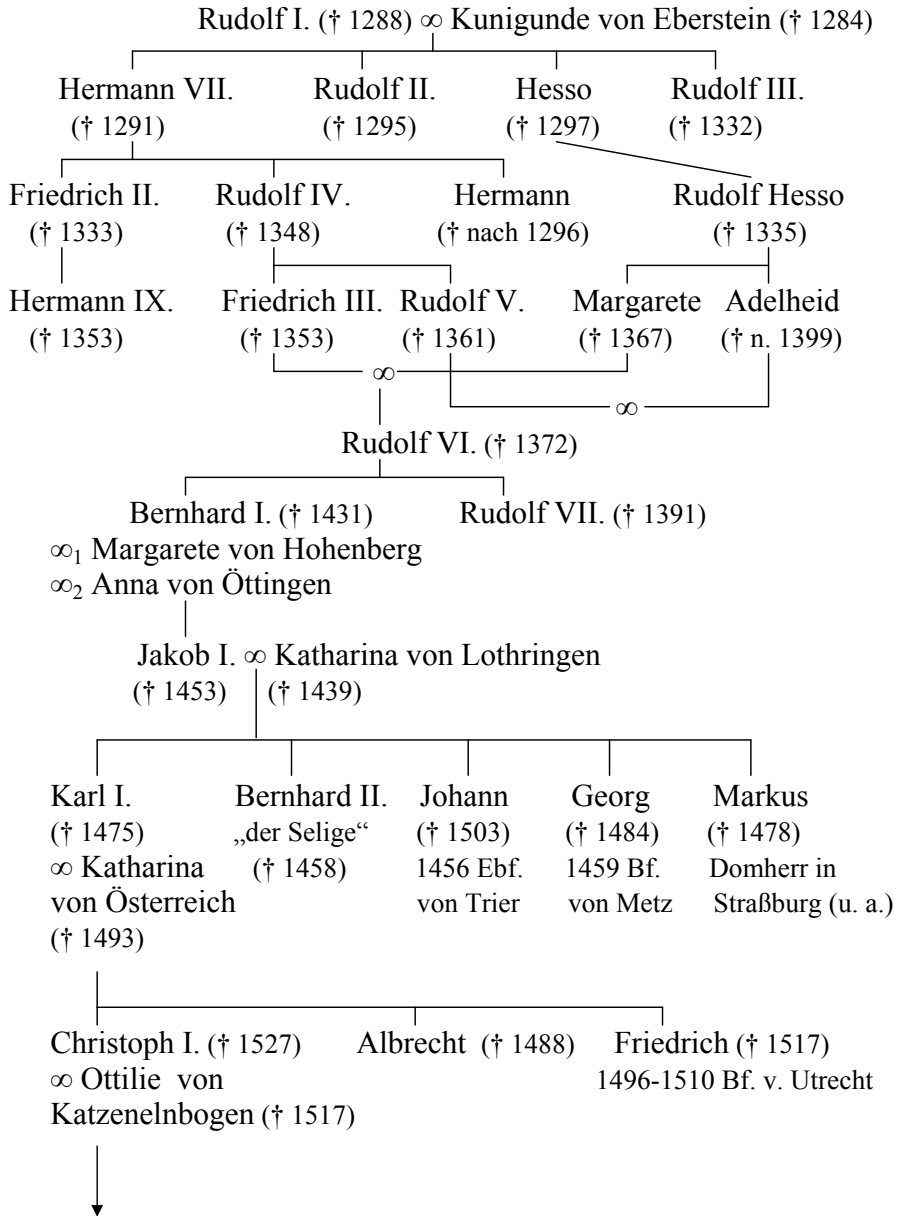 Rudolf I. († 1288) ∞ Kunigunde von Eberstein († 1284)
Hermann VII. Rudolf II. Hesso Rudolf III.
(† 1291) († 1295) († 1297) († 1332)
Friedrich II. Rudolf IV. Hermann Rudolf Hesso
(† 1333) († 1348) († nach 1296) († 1335)
Hermann IX. Friedrich III. Rudolf V. Margarete Adelheid
(† 1353) († 1353) († 1361) († 1367) († n. 1399)
∞
∞
Rudolf VI. († 1372)
Bernhard I. († 1431) Rudolf VII. († 1391)
∞1 Margarete von Hohenberg
∞2 Anna von Öttingen
Jakob I. ∞ Katharina von Lothringen
(† 1453) († 1439)
Karl I. Bernhard II. Johann Georg Markus
(† 1475) „der Selige“ († 1503) († 1484) († 1478)
∞ Katharina († 1458) 1456 Ebf. 1459 Bf. Domherr in
von Österreich von Trier von Metz Straßburg (u. a.)
(† 1493)
Christoph I. († 1527) Albrecht († 1488) Friedrich († 1517)
∞ Ottilie von 1496-1510 Bf. v. Utrecht
Katzenelnbogen († 1517)